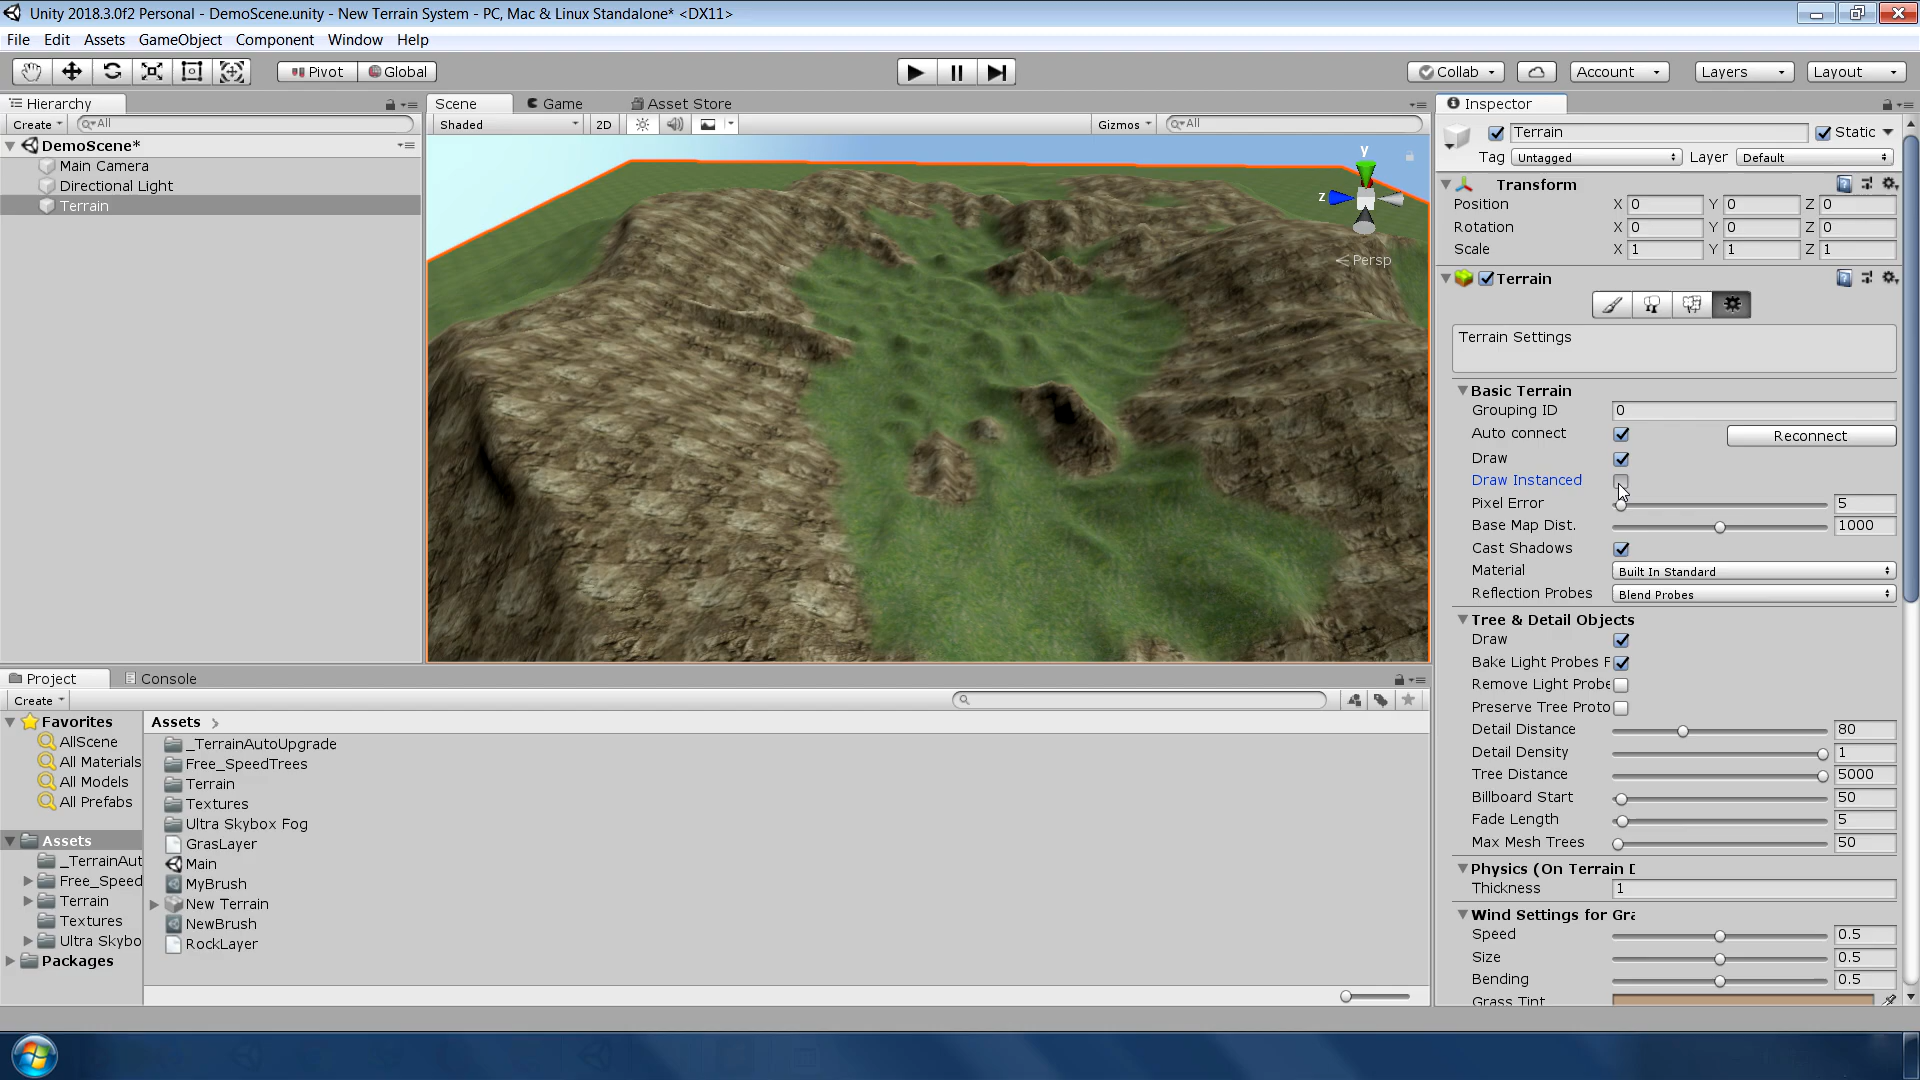 Unity 2018.3.0f2 Personal - DemoScene.unity - New Terrain System - PC, Mac & Linux Standalone* <DX11>
File Edit Assets GameObject Component Window Help
Pivot Global Collab Account Layers Layout
Hierarchy
Create All
DemoScene*
Main Camera
Directional Light
Terrain
Scene Game Asset Store
Shaded 2D Gizmos All
y
z
Persp
Inspector
Terrain Static
Tag Untagged Layer Default
Transform
Position X 0 Y 0 Z 0
Rotation X 0 Y 0 Z 0
Scale X 1 Y 1 Z 1
Terrain
Terrain Settings
Basic Terrain
Grouping ID 0
Auto connect Reconnect
Draw
Draw Instanced
Pixel Error 5
Base Map Dist. 1000
Cast Shadows
Material Built In Standard
Reflection Probes Blend Probes
Tree & Detail Objects
Draw
Bake Light Probes F
Remove Light Probe
Preserve Tree Proto
Detail Distance 80
Detail Density 1
Tree Distance 5000
Billboard Start 50
Fade Length 5
Max Mesh Trees 50
Physics (On Terrain D
Thickness 1
Wind Settings for Gra
Speed 0.5
Size 0.5
Bending 0.5
Grass Tint
Project Console
Create
Favorites
AllScene
All Materials
All Models
All Prefabs
Assets
_TerrainAut
Free_Speed
Terrain
Textures
Ultra Skybo
Packages
Assets
_TerrainAutoUpgrade
Free_SpeedTrees
Terrain
Textures
Ultra Skybox Fog
GrasLayer
Main
MyBrush
New Terrain
NewBrush
RockLayer